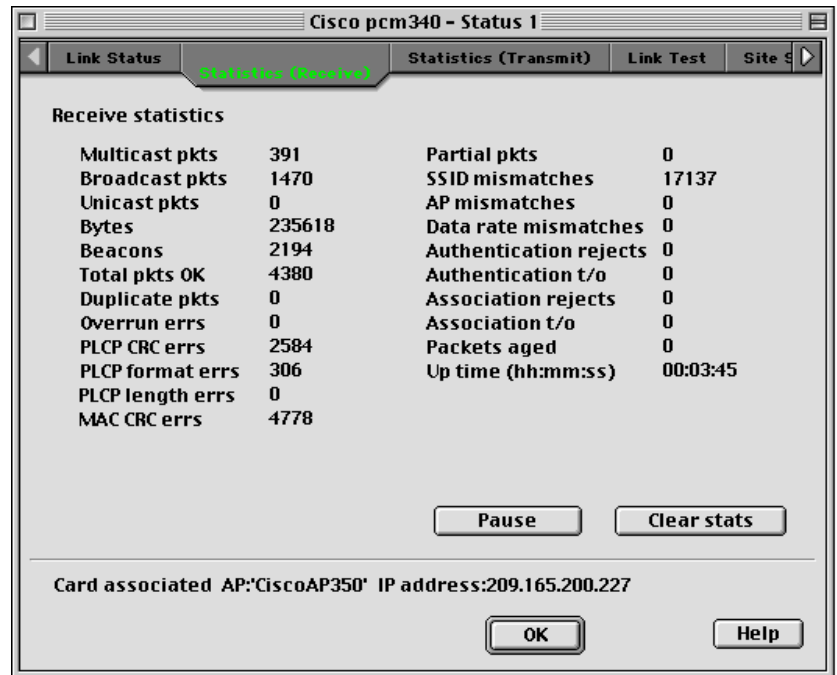 Cisco pcm340 - Status 1
Link Status
Statistics (Receive)
Statistics (Transmit)
Link Test
Site S
Receive statistics
Multicast pkts 391
Broadcast pkts 1470
Unicast pkts 0
Bytes 235618
Beacons 2194
Total pkts OK 4380
Duplicate pkts 0
Overrun errs 0
PLCP CRC errs 2584
PLCP format errs 306
PLCP length errs 0
MAC CRC errs 4778
Partial pkts 0
SSID mismatches 17137
AP mismatches 0
Data rate mismatches 0
Authentication rejects 0
Authentication t/o 0
Association rejects 0
Association t/o 0
Packets aged 0
Up time (hh:mm:ss) 00:03:45
Pause
Clear stats
Card associated AP:'CiscoAP350' IP address:209.165.200.227
OK
Help